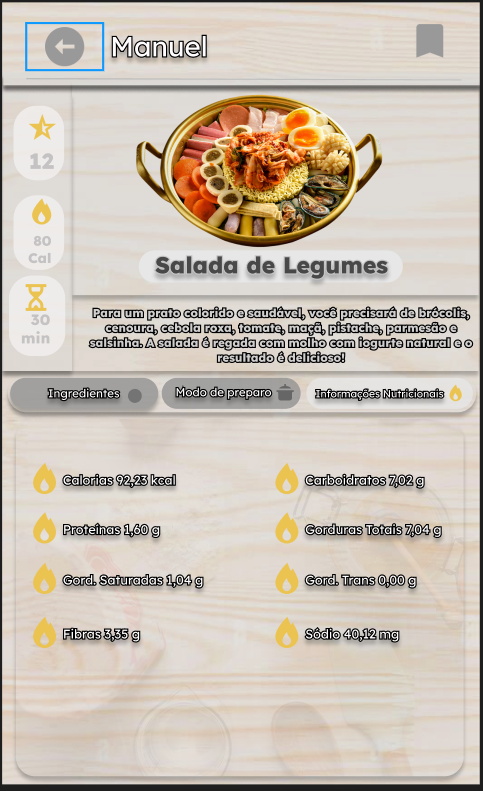 Manuel
12
80
Cal
30
min
Salada de Legumes
Para um prato colorido e saudável, você precisará de brócolis,
cenoura, cebola roxa, tomate, maçã, pistache, parmesão e
salsinha. A salada é regada com molho com iogurte natural e o
resultado é delicioso!
Ingredientes
Modo de preparo
Informações Nutricionais
Calorias 92,23 kcal
Carboidratos 7,02 g
Proteínas 1,60 g
Gorduras Totais 7,04 g
Gord. Saturadas 1,04 g
Gord. Trans 0,00 g
Fibras 3,35 g
Sódio 40,12 mg